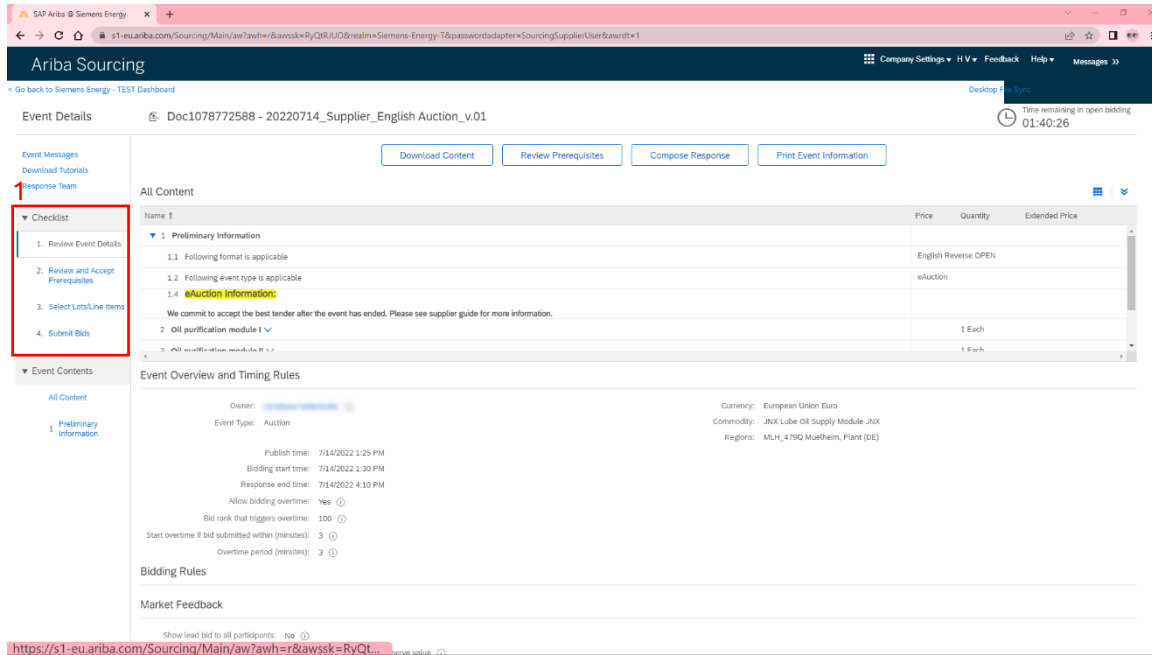 SAP Ariba @ Siemens Energy
s1-eu.ariba.com/Sourcing/Main/aw?awh=r&awssk=RyQtRJUO&realm=Siemens-Energy-T&passwordadapter=SourcingSupplierUser&awrdt=1
Ariba Sourcing
Company Settings H V Feedback Help Messages >>
< Go back to Siemens Energy - TEST Dashboard
Desktop File Sync
Event Details
Doc1078772588 - 20220714_Supplier_English Auction_v.01
Time remaining in open bidding
01:40:26
Event Messages
Download Tutorials
Response Team
Download Content Review Prerequisites Compose Response Print Event Information
1
All Content
Checklist
1. Review Event Details
2. Review and Accept
Prerequisites
3. Select Lots/Line Items
4. Submit Bids
Name ↑ Price Quantity Extended Price
1 Preliminary Information
1.1 Following format is applicable English Reverse OPEN
1.2 Following event type is applicable eAuction
1.4 eAuction Information:
We commit to accept the best tender after the event has ended. Please see supplier guide for more information.
2 Oil purification module I 1 Each
3 Oil purification module II 1 Each
Event Contents
All Content
1 Preliminary
Information
Event Overview and Timing Rules
Owner:
Event Type: Auction
Currency: European Union Euro
Commodity: JNX Lube Oil Supply Module JNX
Regions: MLH_479Q Muelheim, Plant (DE)
Publish time: 7/14/2022 1:25 PM
Bidding start time: 7/14/2022 1:30 PM
Response end time: 7/14/2022 4:10 PM
Allow bidding overtime: Yes
Bid rank that triggers overtime: 100
Start overtime if bid submitted within (minutes): 3
Overtime period (minutes): 3
Bidding Rules
Market Feedback
Show lead bid to all participants: No
https://s1-eu.ariba.com/Sourcing/Main/aw?awh=r&awssk=RyQt...
serve value